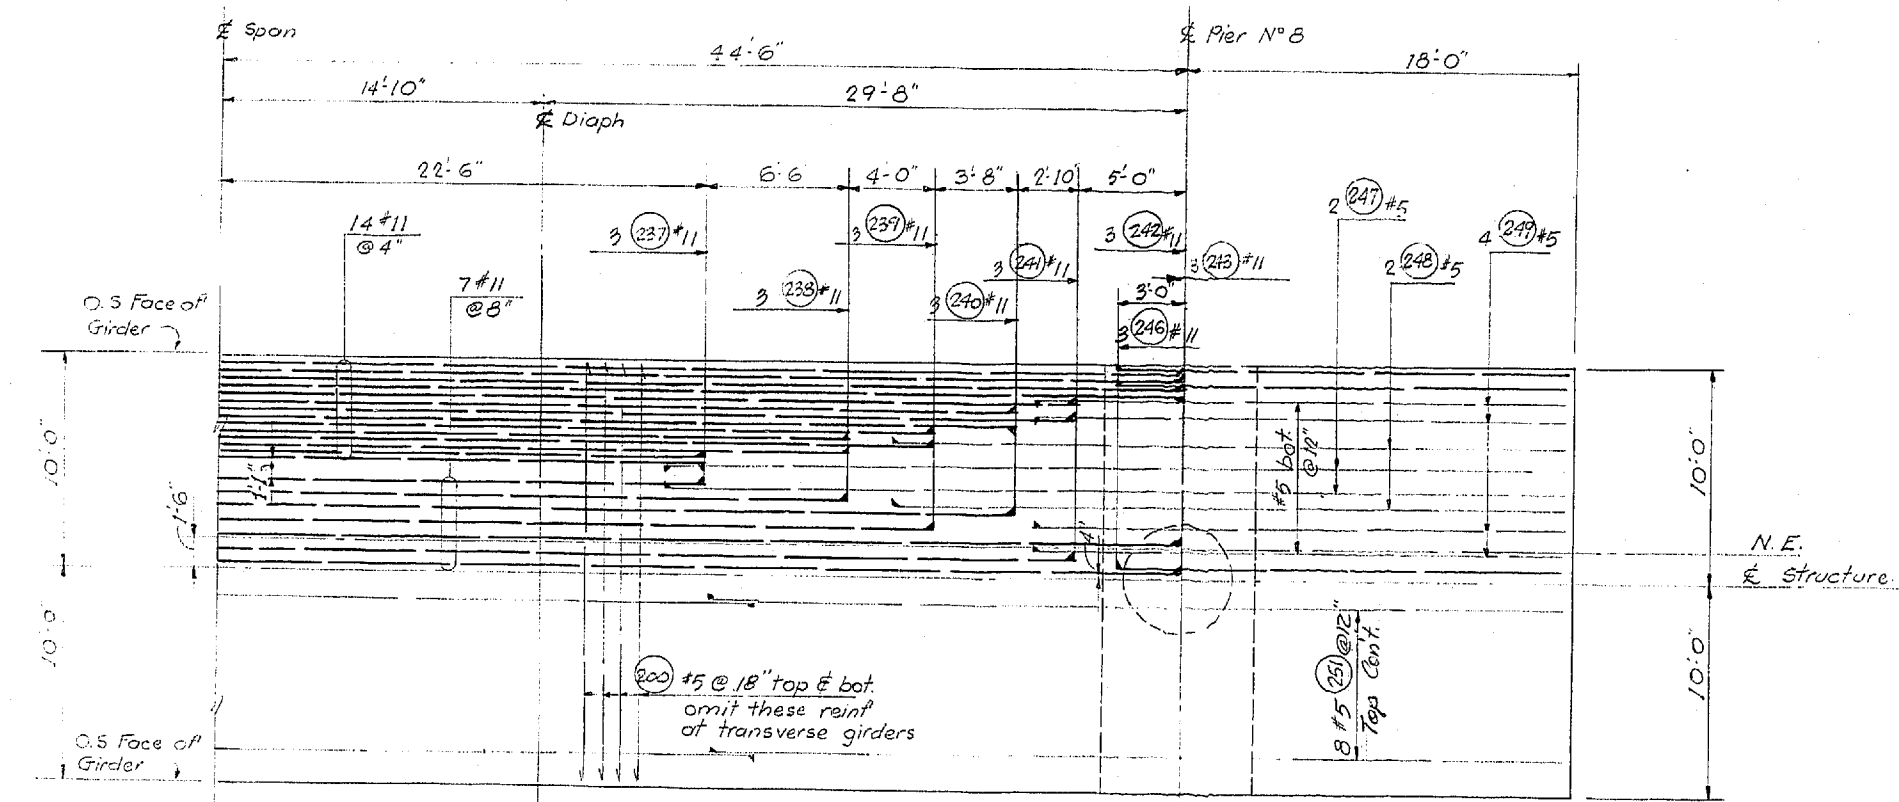 ℄ Span
44'-6"
℄ Pier Nº 8
18'-0"
14'-10"
29'-8"
℄ Diaph
22'-6"
6'-6
4'-0"
3'-8"
2'-10"
5'-0"
14 #11
@ 4"
7 #11
@ 8"
3 237 #11
3 238 #11
3 239 #11
3 240 #11
3 241 #11
3 242 #11
3 243 #11
3'-0"
3 246 #11
2 247 #5
2 248 #5
4 249 #5
O.S Face of
Girder
10'-0"
1'-1"
1'-6"
#5 bot.
@ 12"
10'-0"
N.E.
℄ Structure
10'-0
200 #5 @ 18" top & bot.
omit these reinf
at transverse girders
8 #5 251 @ 12"
Top Con't.
10'-0"
O.S Face of
Girder